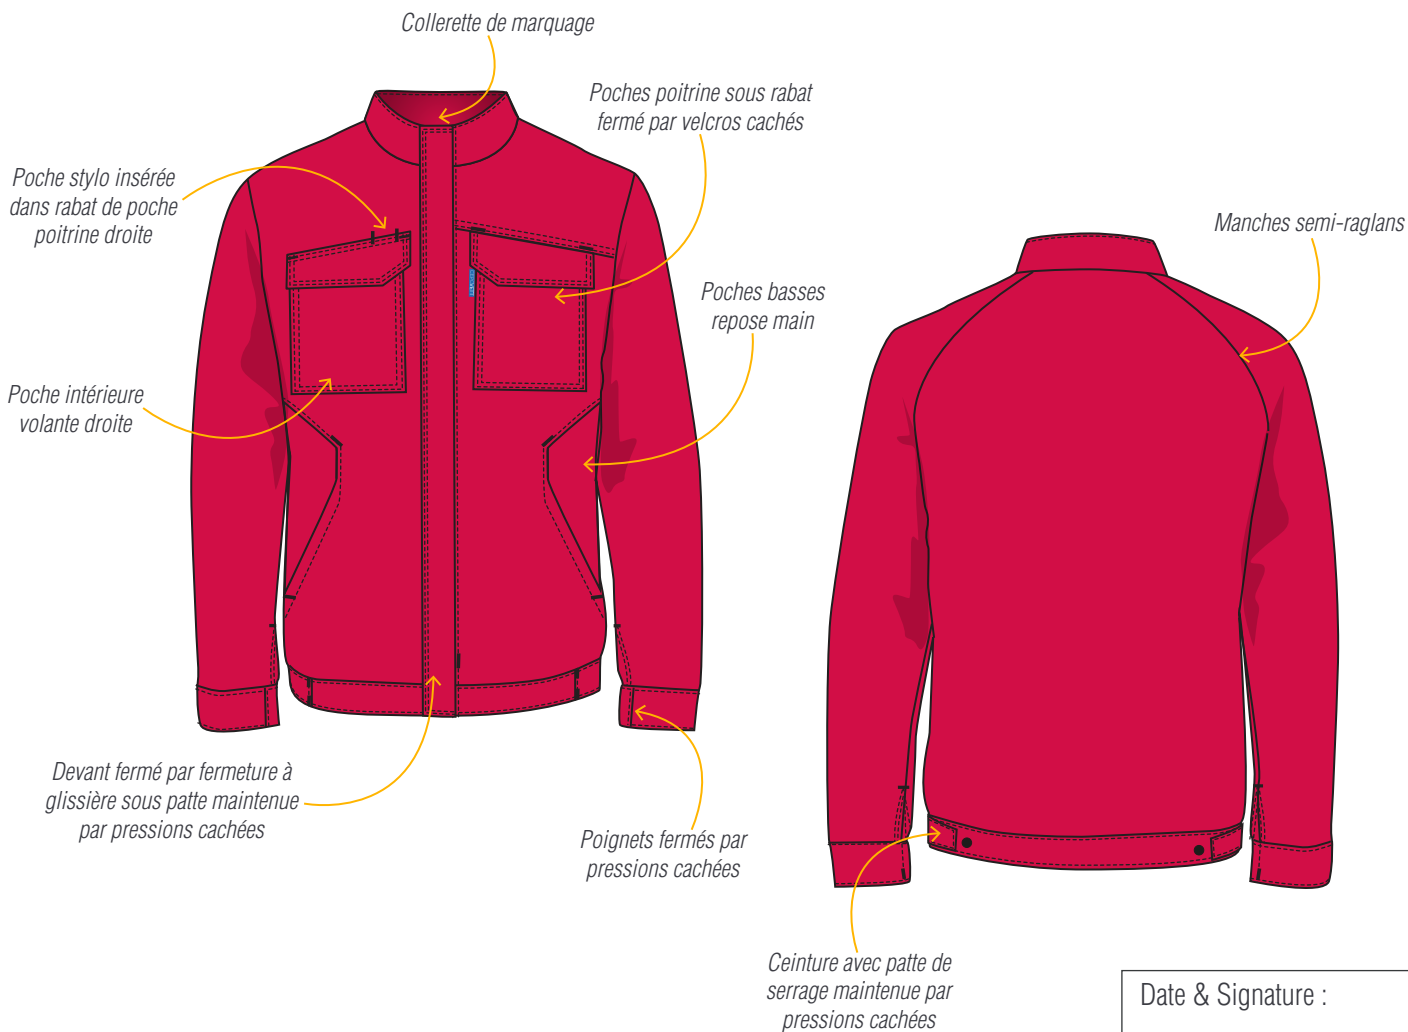 Collerette de marquage
Poches poitrine sous rabat
fermé par velcros cachés
Poche stylo insérée
dans rabat de poche
poitrine droite
Manches semi-raglans
Poches basses
repose main
Poche intérieure
volante droite
Devant fermé par fermeture à
glissière sous patte maintenue
par pressions cachées
Poignets fermés par
pressions cachées
Ceinture avec patte de
serrage maintenue par
pressions cachées
Date & Signature :